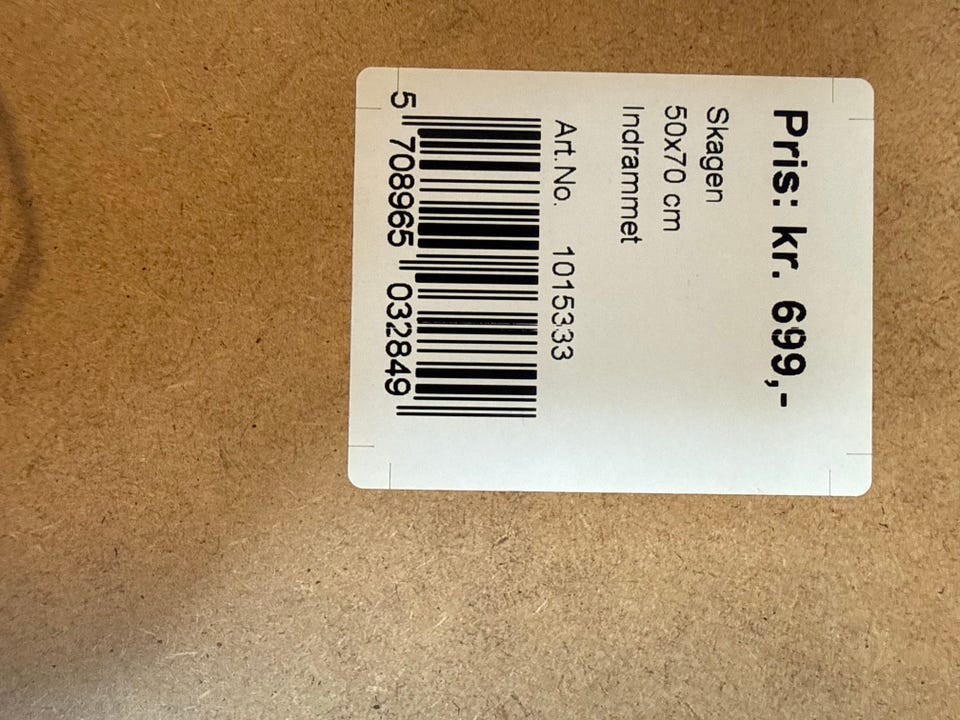 Pris: kr. 699,-
Skagen
50x70 cm
Indrammet
Art.No. 1015333
5 708965 032849